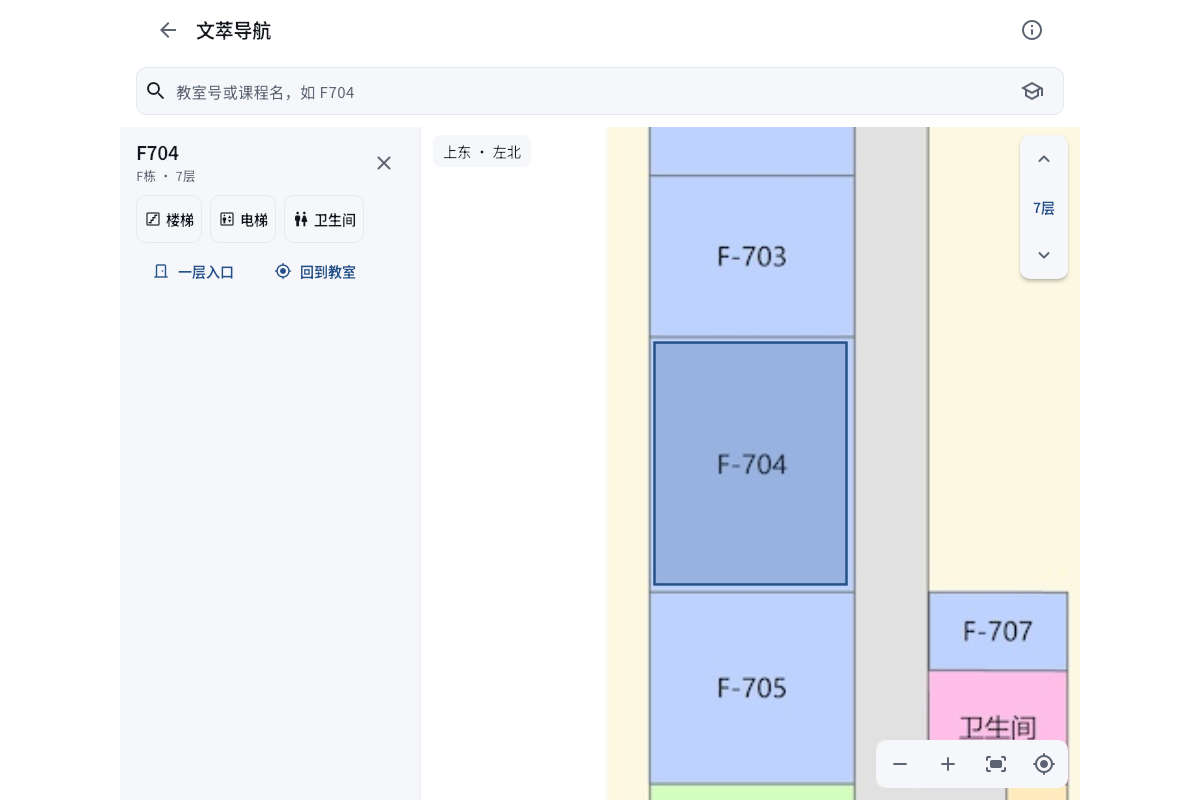 文萃导航
教室号或课程名，如 F704
F704
F栋 · 7层
楼梯
电梯
卫生间
一层入口
回到教室
上东 · 左北
7层
F-703
F-704
F-705
F-707
卫生间